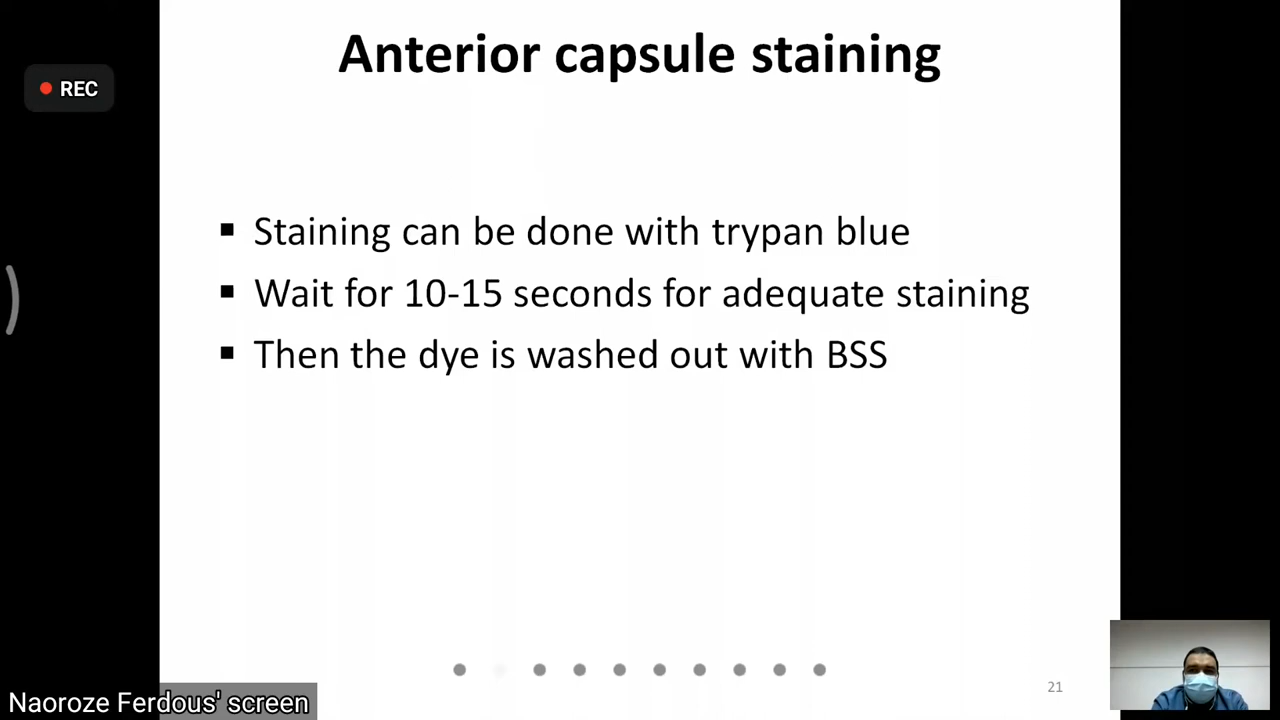 Anterior capsule staining
REC
▪ Staining can be done with trypan blue
▪ Wait for 10-15 seconds for adequate staining
▪ Then the dye is washed out with BSS
21
Naoroze Ferdous' screen